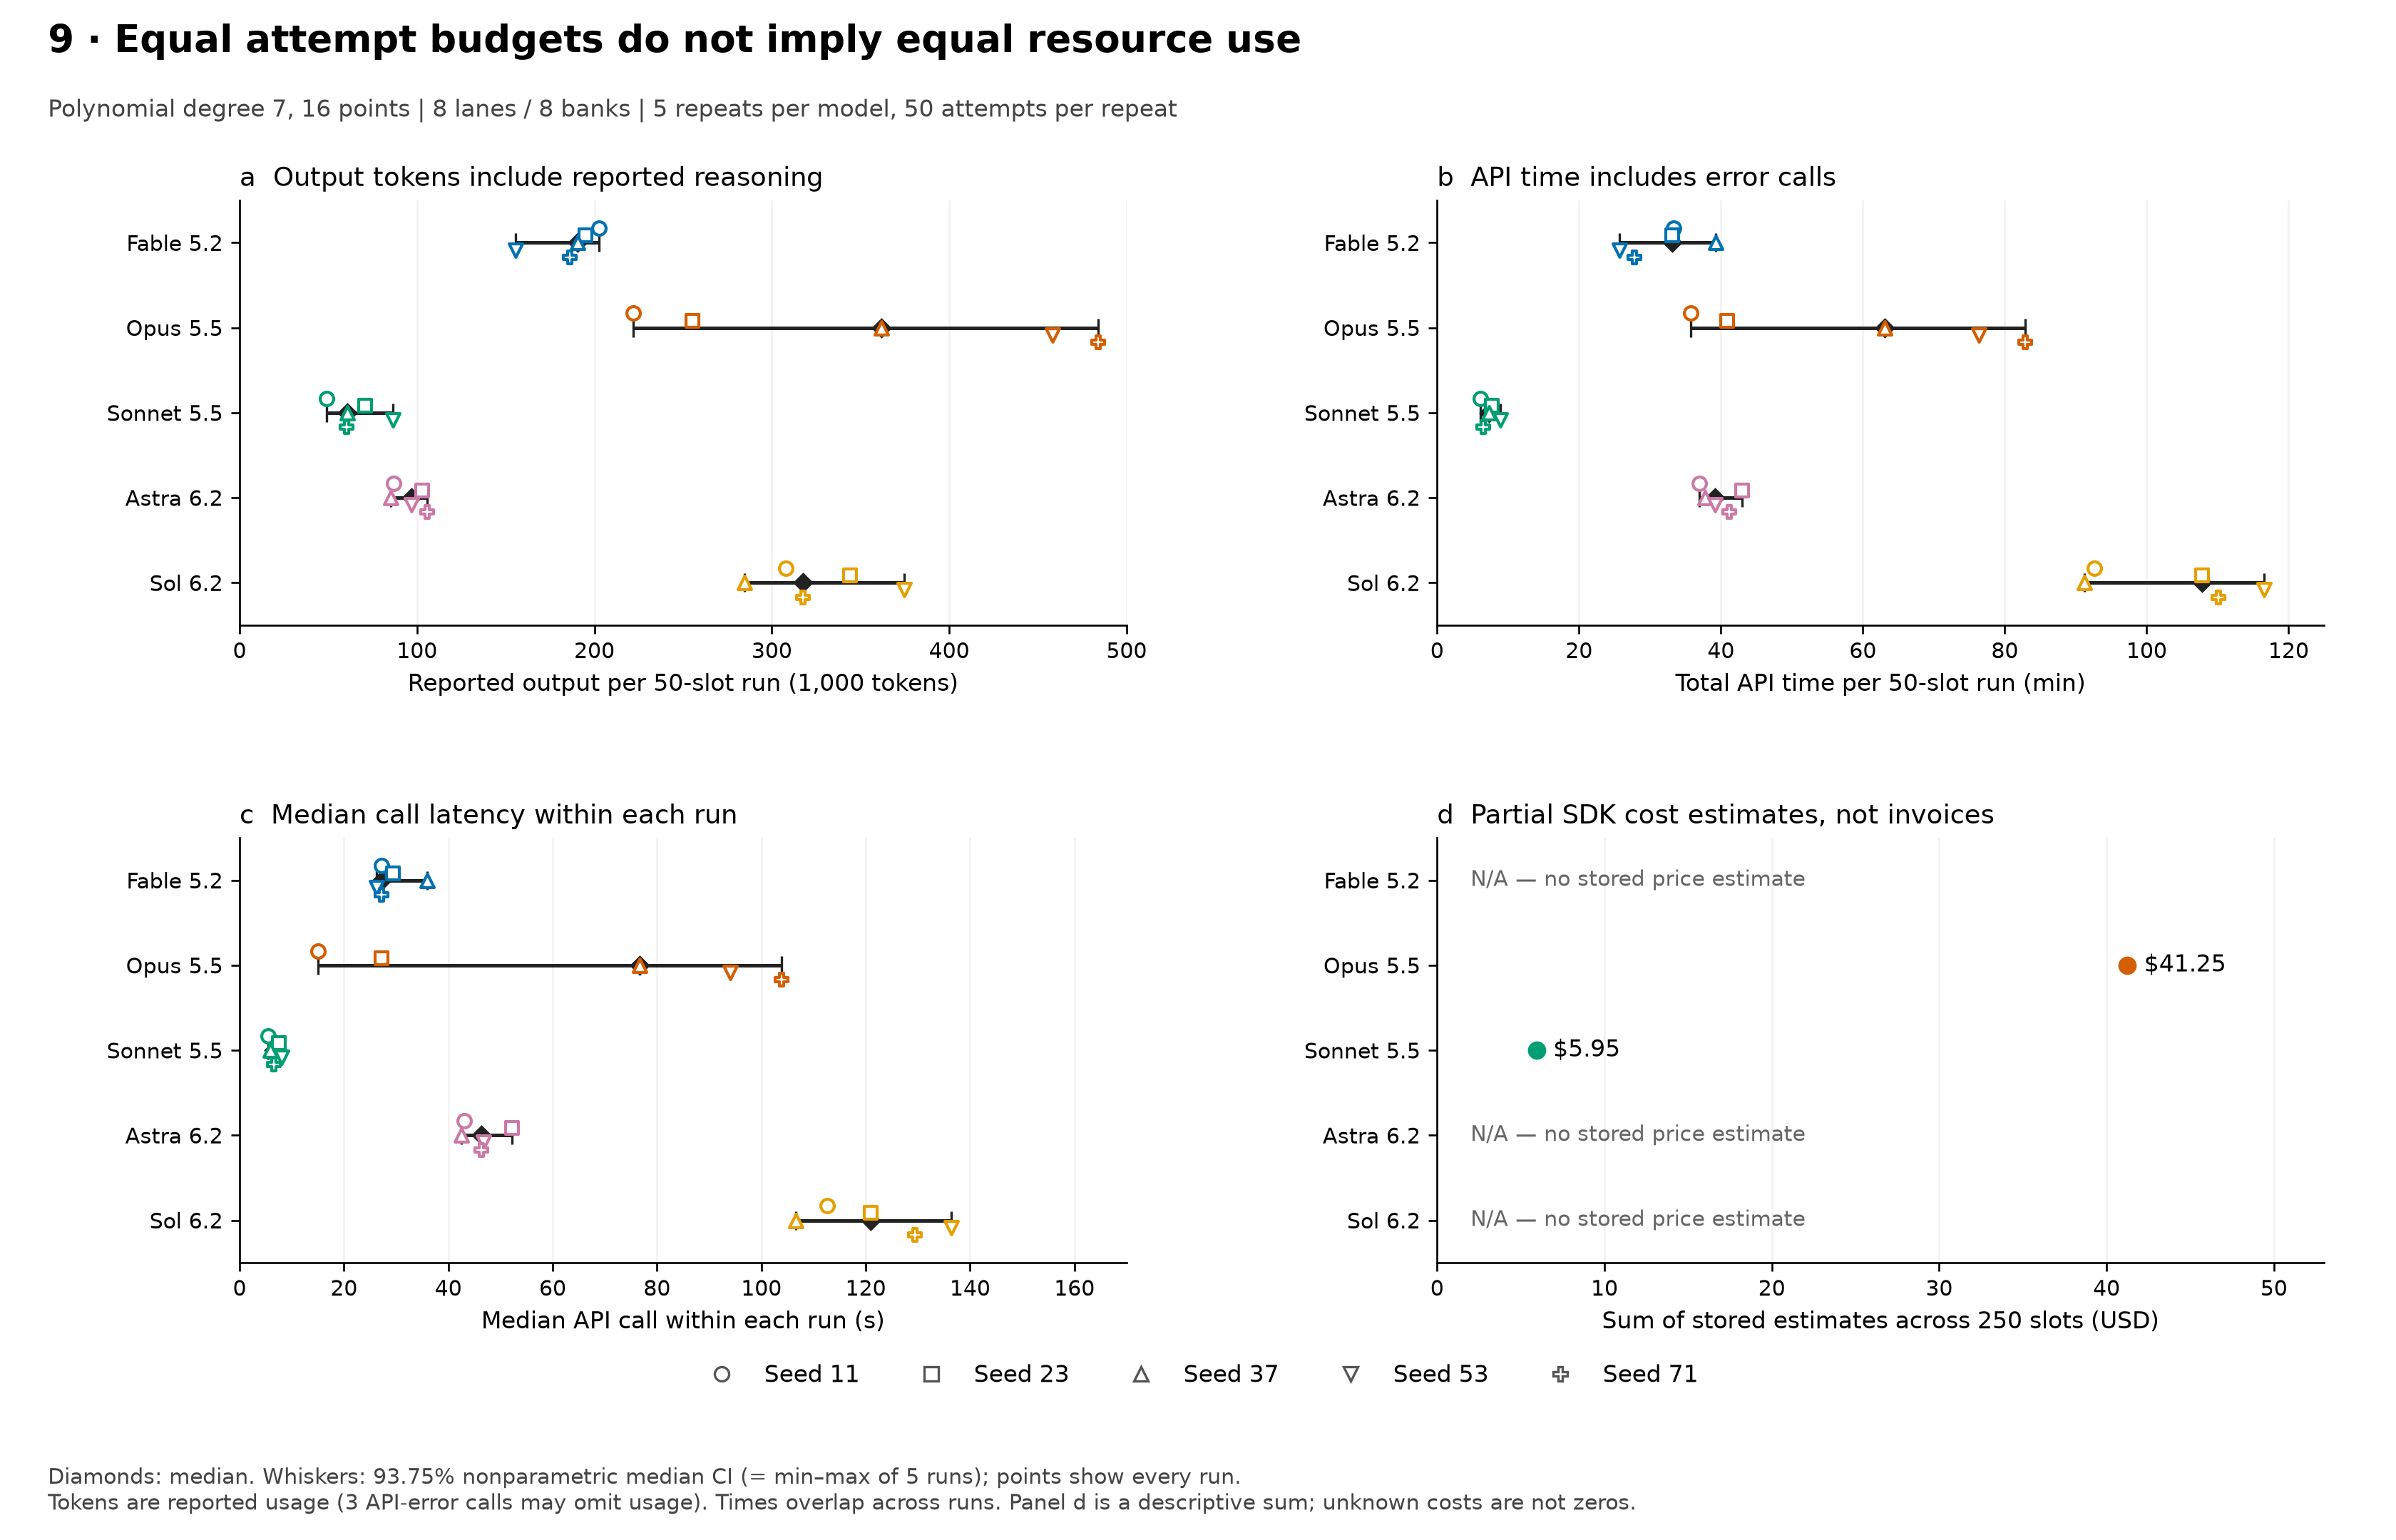 9 · Equal attempt budgets do not imply equal resource use
Polynomial degree 7, 16 points | 8 lanes / 8 banks | 5 repeats per model, 50 attempts per repeat
a Output tokens include reported reasoning
Fable 5.2
Opus 5.5
Sonnet 5.5
Astra 6.2
Sol 6.2
0 100 200 300 400 500
Reported output per 50-slot run (1,000 tokens)
b API time includes error calls
Fable 5.2
Opus 5.5
Sonnet 5.5
Astra 6.2
Sol 6.2
0 20 40 60 80 100 120
Total API time per 50-slot run (min)
c Median call latency within each run
Fable 5.2
Opus 5.5
Sonnet 5.5
Astra 6.2
Sol 6.2
0 20 40 60 80 100 120 140 160
Median API call within each run (s)
d Partial SDK cost estimates, not invoices
Fable 5.2 N/A — no stored price estimate
Opus 5.5 $41.25
Sonnet 5.5 $5.95
Astra 6.2 N/A — no stored price estimate
Sol 6.2 N/A — no stored price estimate
0 10 20 30 40 50
Sum of stored estimates across 250 slots (USD)
Seed 11 Seed 23 Seed 37 Seed 53 Seed 71
Diamonds: median. Whiskers: 93.75% nonparametric median CI (= min–max of 5 runs); points show every run.
Tokens are reported usage (3 API-error calls may omit usage). Times overlap across runs. Panel d is a descriptive sum; unknown costs are not zeros.